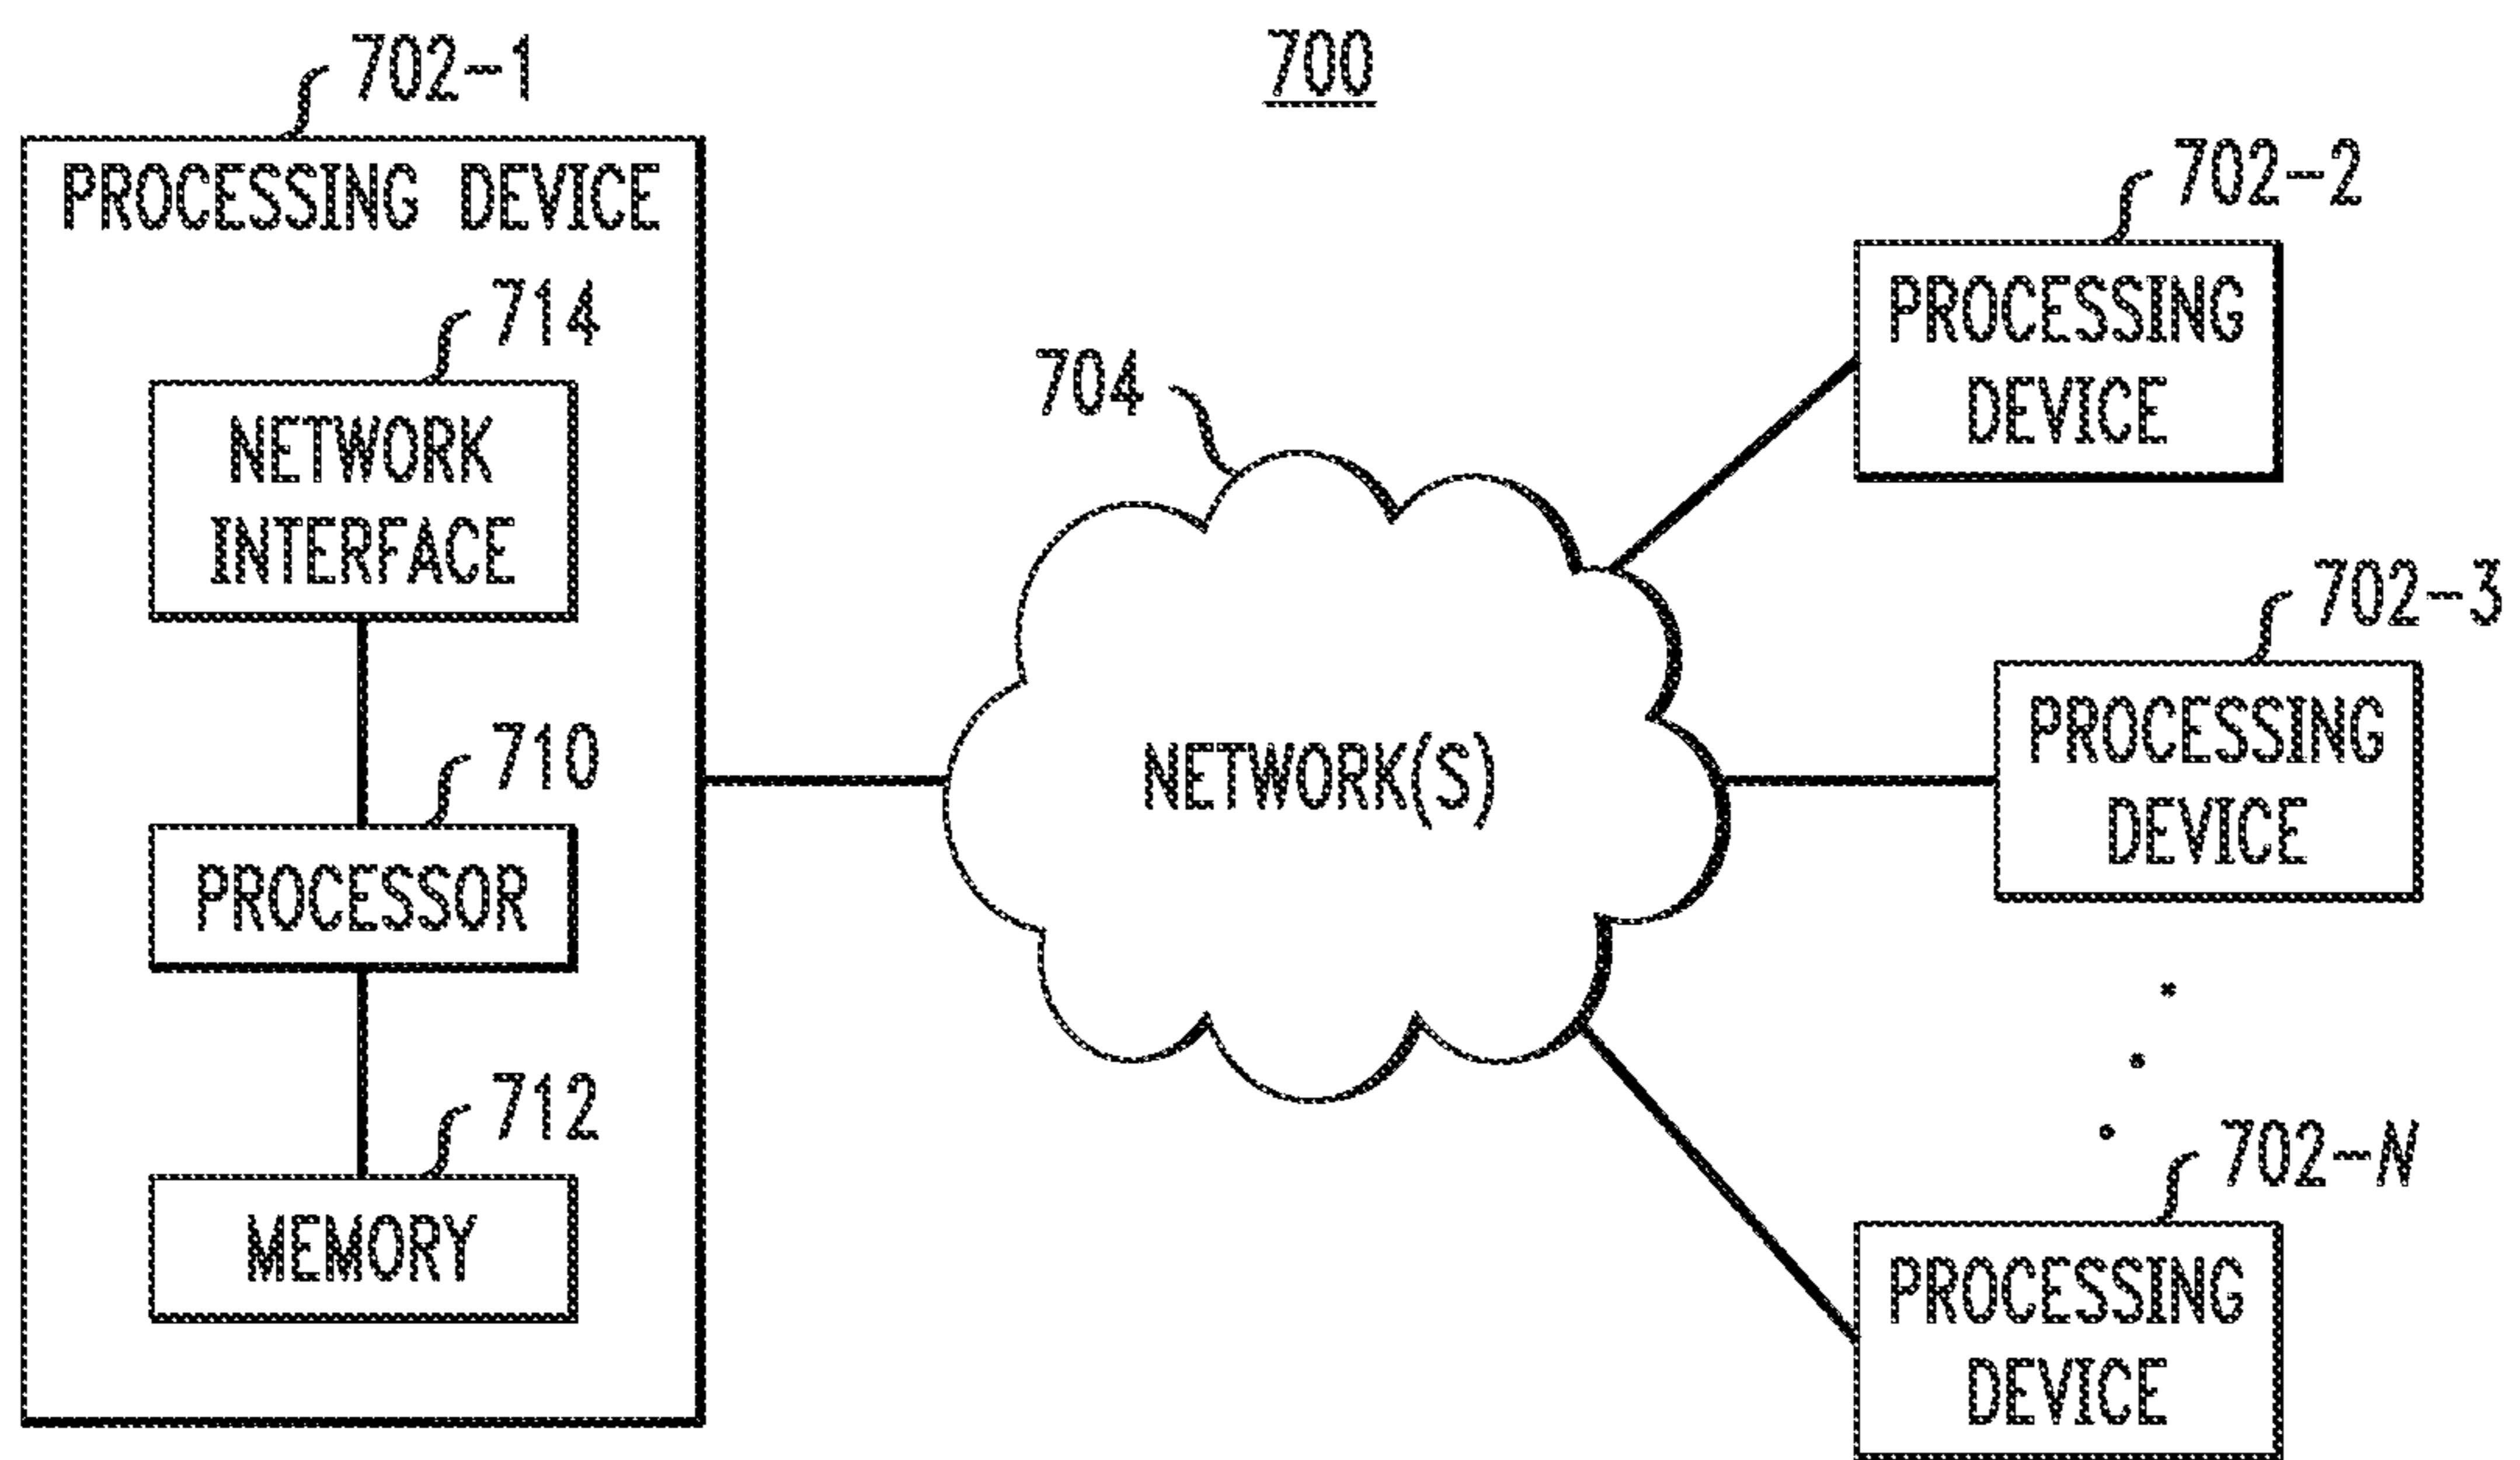 700
702-1
PROCESSING DEVICE
714
NETWORK
INTERFACE
710
PROCESSOR
712
MEMORY
704
NETWORK(S)
702-2
PROCESSING
DEVICE
702-3
PROCESSING
DEVICE
702-N
PROCESSING
DEVICE